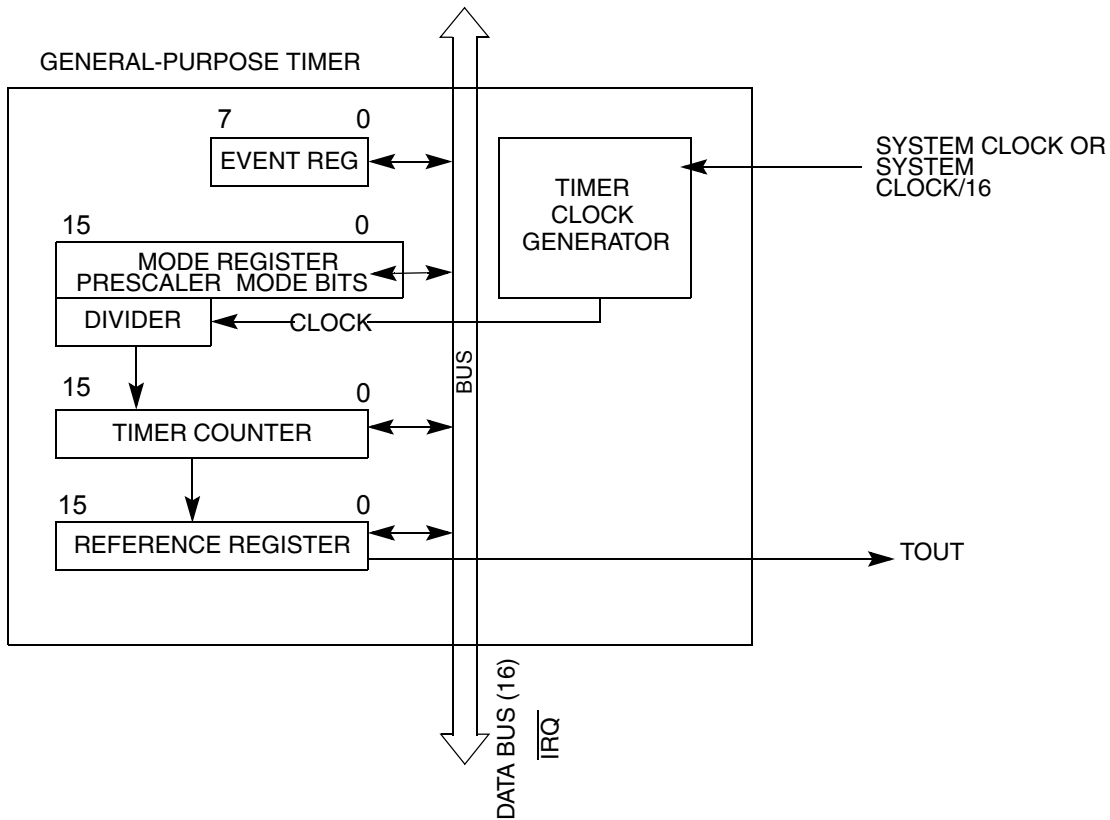 GENERAL-PURPOSE TIMER
7 0
EVENT REG
SYSTEM CLOCK OR
SYSTEM
CLOCK/16
TIMER
CLOCK
GENERATOR
15 0
MODE REGISTER
PRESCALER MODE BITS
DIVIDER
CLOCK
BUS
15 0
TIMER COUNTER
15 0
REFERENCE REGISTER
TOUT
DATA BUS (16)
IRQ